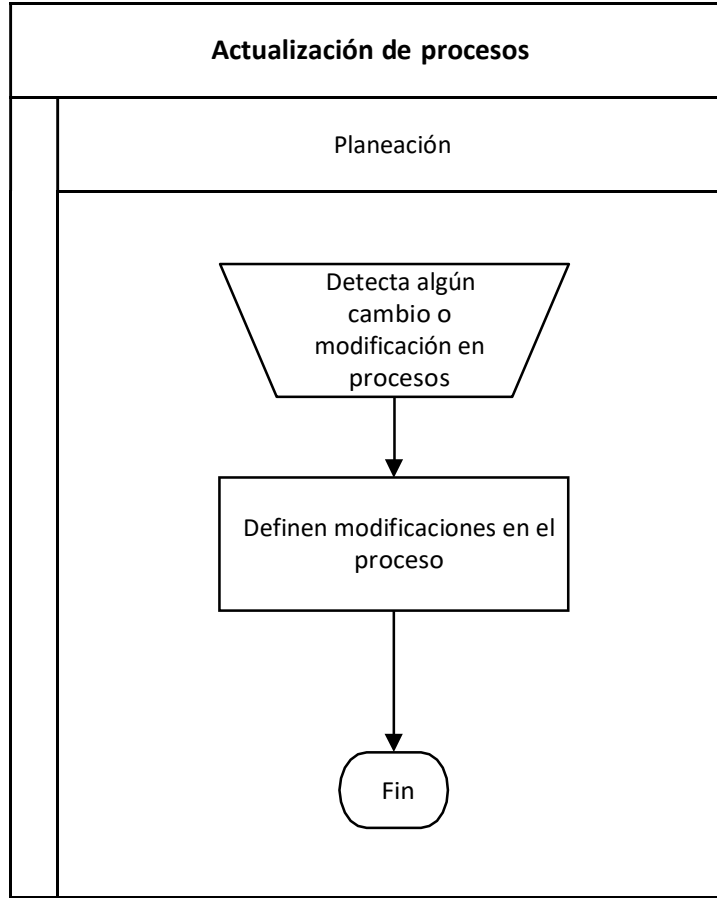 Actualización de procesos
Planeación
Detecta algún
cambio o
modificación en
procesos
Definen modificaciones en el
proceso
Fin